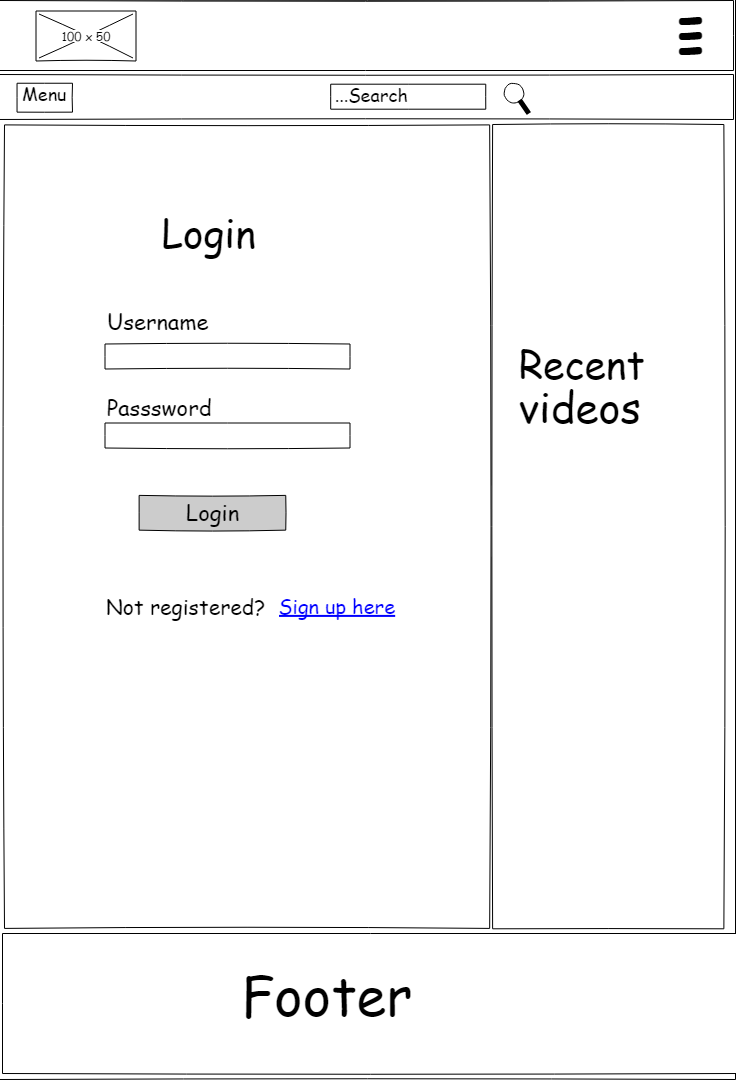 100 x 50
Menu
...Search
Login
Username
Passsword
Login
Not registered? Sign up here
Recent
videos
Footer